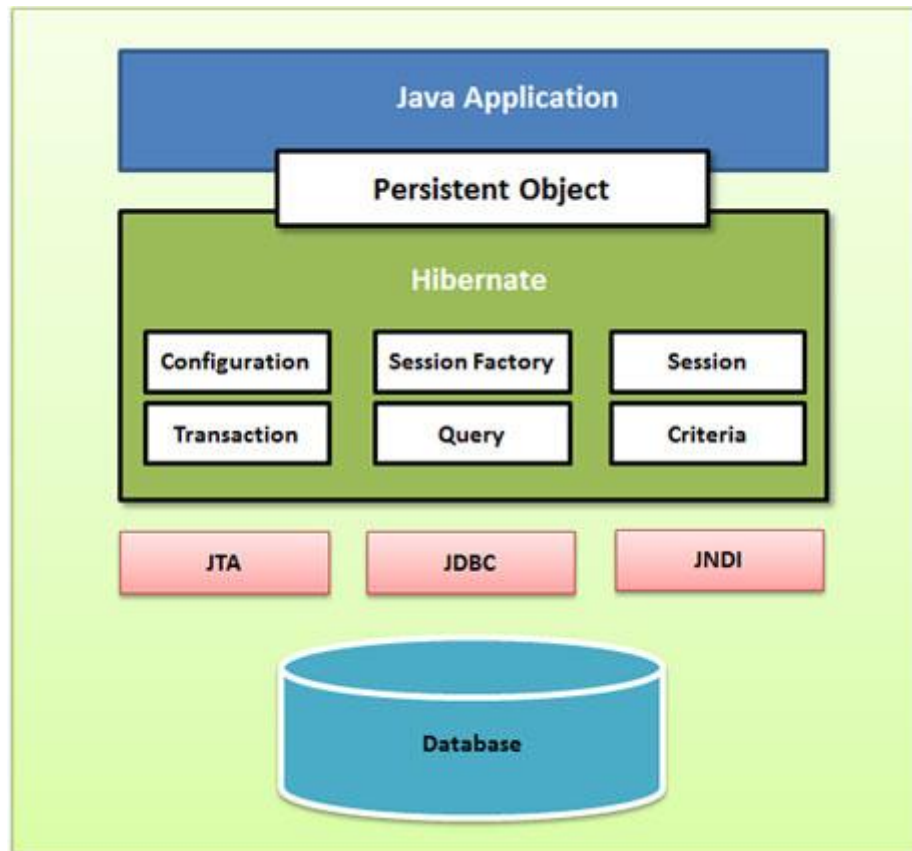 Java Application
Persistent Object
Hibernate
Configuration
Session Factory
Session
Transaction
Query
Criteria
JTA
JDBC
JNDI
Database